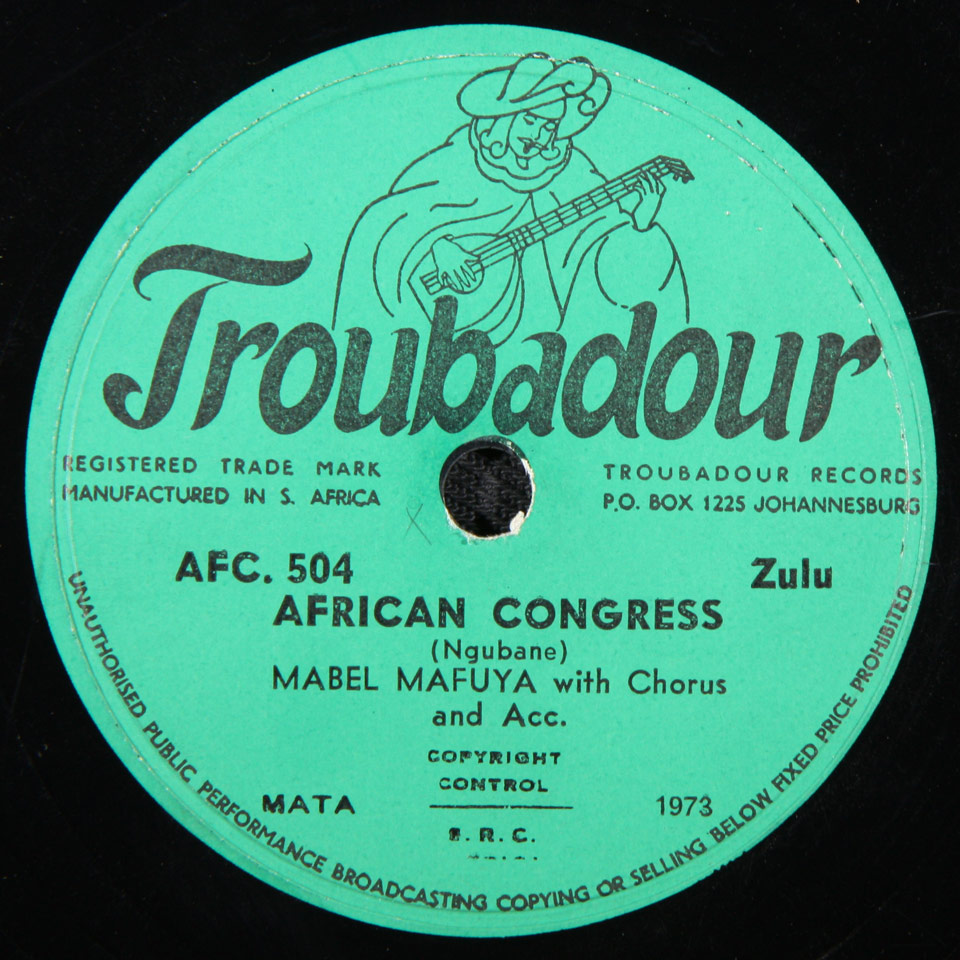 Troubadour
REGISTERED TRADE MARK
MANUFACTURED IN S. AFRICA
TROUBADOUR RECORDS
P.O. BOX 1225 JOHANNESBURG
AFC. 504
Zulu
AFRICAN CONGRESS
(Ngubane)
MABEL MAFUYA with Chorus
and Acc.
COPYRIGHT
CONTROL
MATA
1973
R. C.
UNAUTHORISED PUBLIC PERFORMANCE BROADCASTING COPYING OR SELLING BELOW FIXED PRICE PROHIBITED